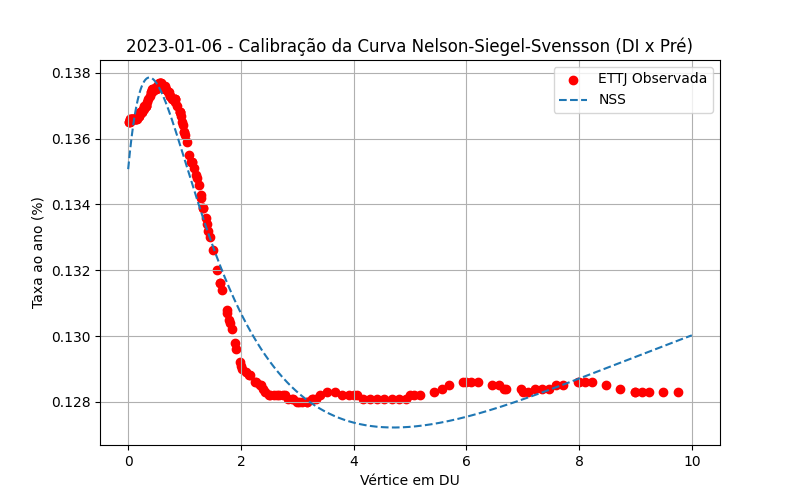 2023-01-06 - Calibração da Curva Nelson-Siegel-Svensson (DI x Pré)
ETTJ Observada
NSS
Taxa ao ano (%)
0.138
0.136
0.134
0.132
0.130
0.128
0
2
4
6
8
10
Vértice em DU